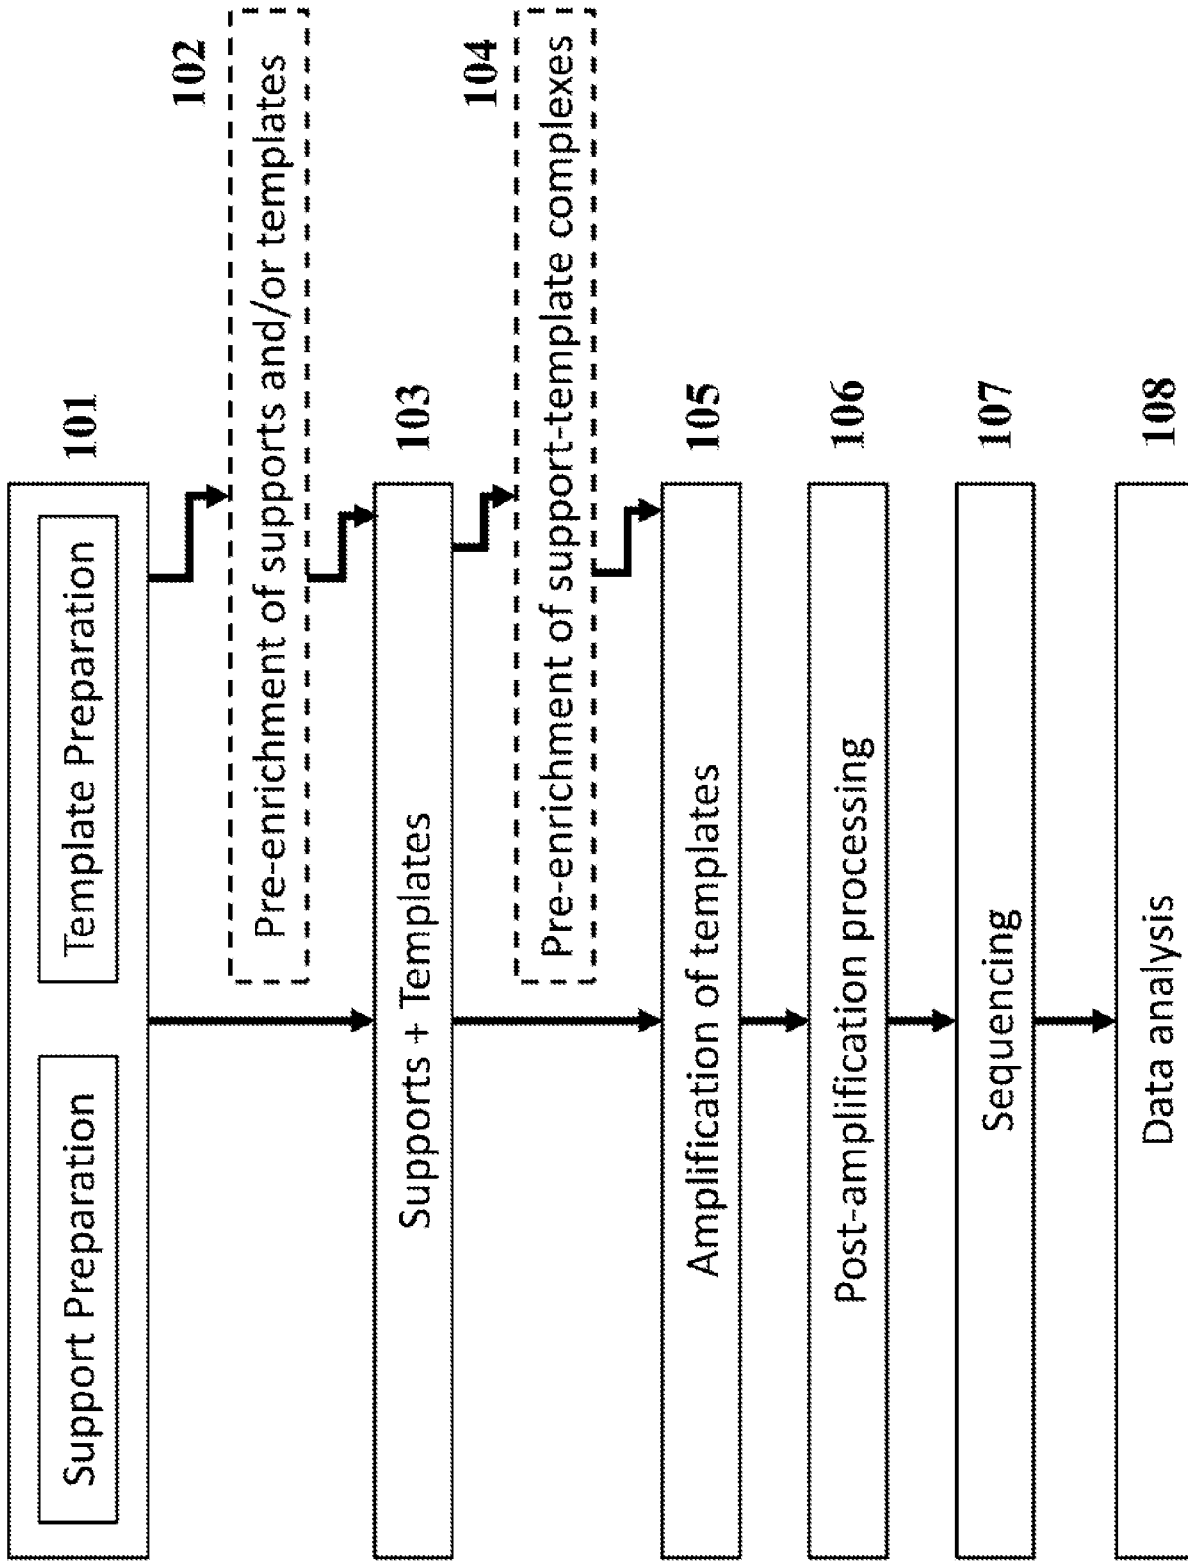 Support Preparation
Template Preparation
101
102
Pre-enrichment of supports and/or templates
Supports + Templates
103
104
Pre-enrichment of support-template complexes
Amplification of templates
105
Post-amplification processing
106
Sequencing
107
Data analysis
108